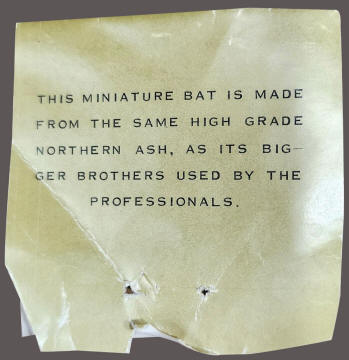 THIS MINIATURE BAT IS MADE
FROM THE SAME HIGH GRADE
NORTHERN ASH, AS ITS BIG-
GER BROTHERS USED BY THE
PROFESSIONALS.